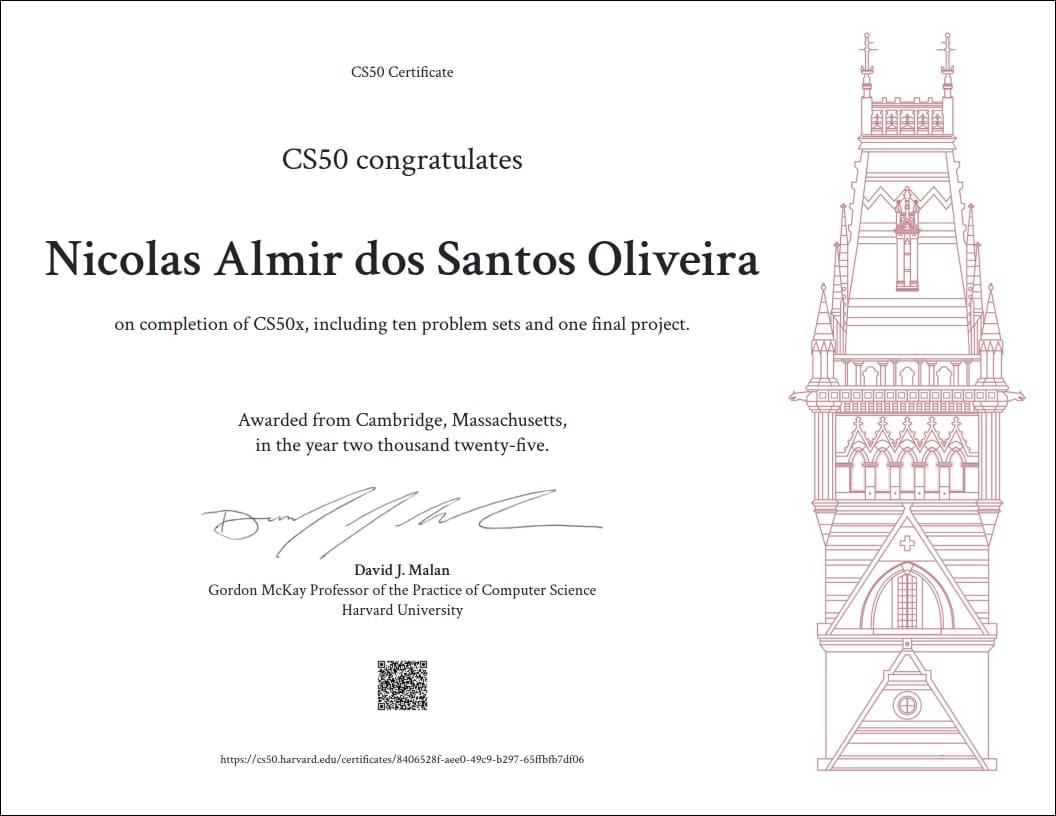 CS50 Certificate
CS50 congratulates
Nicolas Almir dos Santos Oliveira
on completion of CS50x, including ten problem sets and one final project.
Awarded from Cambridge, Massachusetts,
in the year two thousand twenty-five.
David J. Malan
Gordon McKay Professor of the Practice of Computer Science
Harvard University
https://cs50.harvard.edu/certificates/8406528f-aee0-49c9-b297-65ffbfb7df06